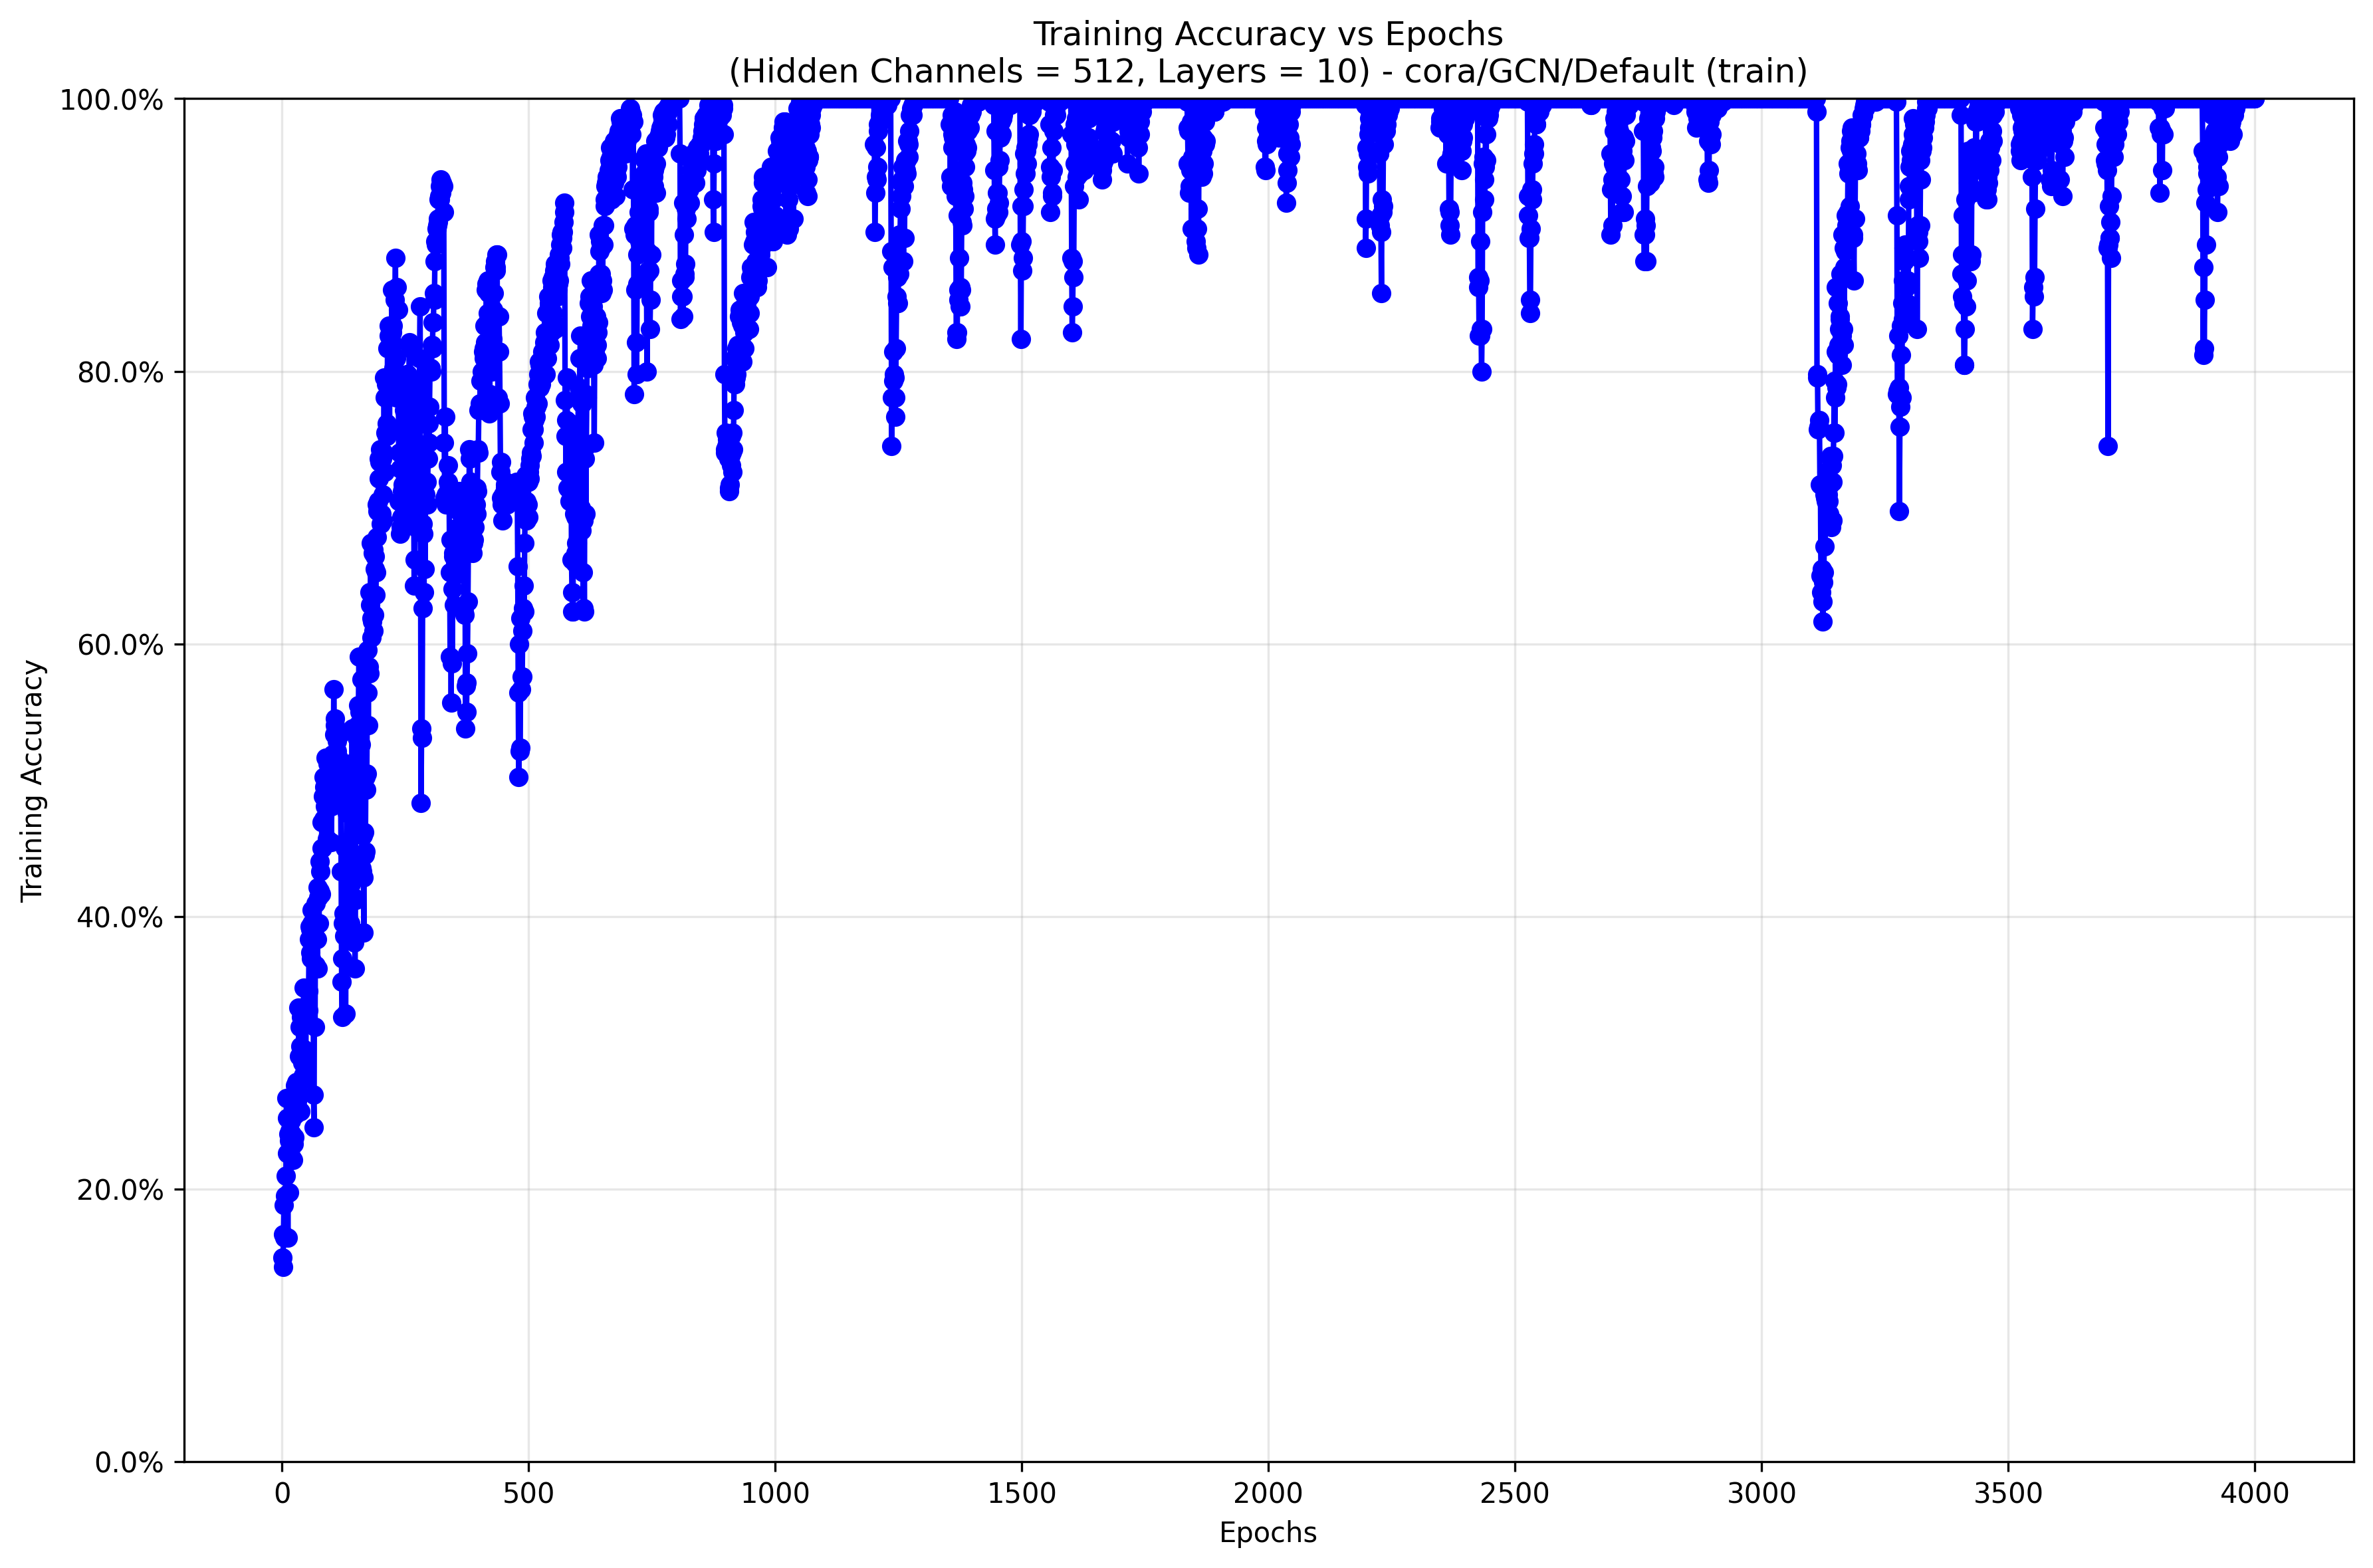 Training Accuracy vs Epochs
(Hidden Channels = 512, Layers = 10) - cora/GCN/Default (train)
100.0%
80.0%
60.0%
40.0%
20.0%
0.0%
Training Accuracy
0 500 1000 1500 2000 2500 3000 3500 4000
Epochs